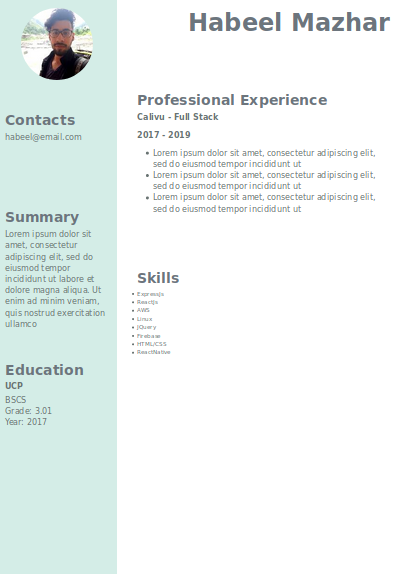 Habeel Mazhar
Contacts
habeel@email.com
Summary
Lorem ipsum dolor sit
amet, consectetur
adipiscing elit, sed do
eiusmod tempor
incididunt ut labore et
dolore magna aliqua. Ut
enim ad minim veniam,
quis nostrud exercitation
ullamco
Education
UCP
BSCS
Grade: 3.01
Year: 2017
Professional Experience
Calivu - Full Stack
2017 - 2019
Lorem ipsum dolor sit amet, consectetur adipiscing elit,
sed do eiusmod tempor incididunt ut
Lorem ipsum dolor sit amet, consectetur adipiscing elit,
sed do eiusmod tempor incididunt ut
Lorem ipsum dolor sit amet, consectetur adipiscing elit,
sed do eiusmod tempor incididunt ut
Skills
ExpressJs
ReactJs
AWS
Linux
JQuery
Firebase
HTML/CSS
ReactNative